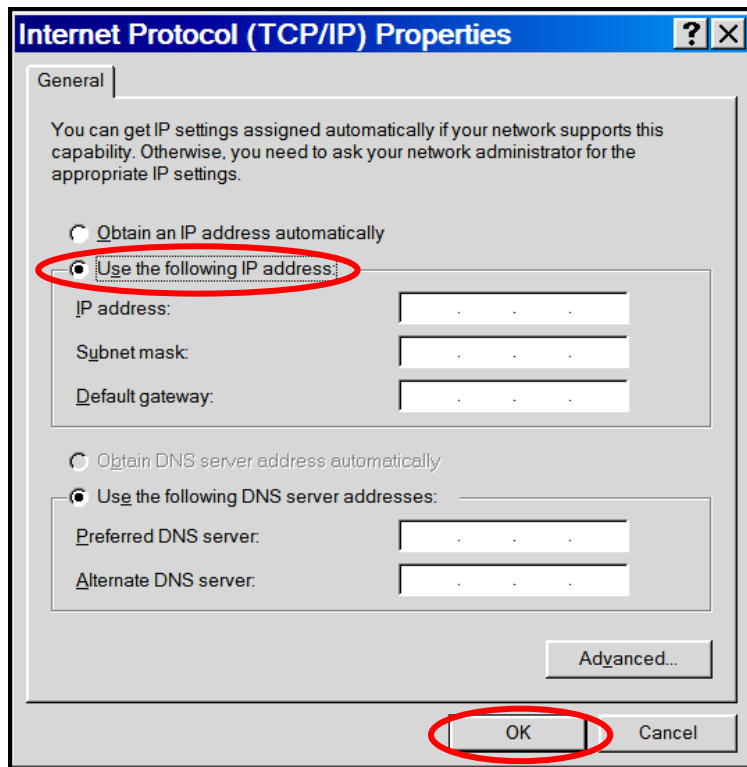 Internet Protocol (TCP/IP) Properties ? X
General
You can get IP settings assigned automatically if your network supports this
capability. Otherwise, you need to ask your network administrator for the
appropriate IP settings.
Obtain an IP address automatically
Use the following IP address:
IP address: . . .
Subnet mask: . . .
Default gateway: . . .
Obtain DNS server address automatically
Use the following DNS server addresses:
Preferred DNS server: . . .
Alternate DNS server: . . .
Advanced...
OK Cancel